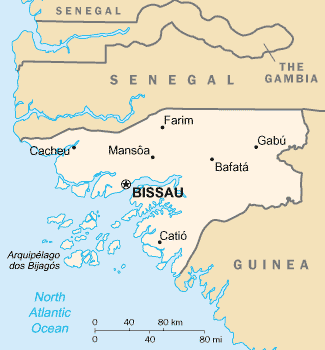 SENEGAL
THE
GAMBIA
SENEGAL
Farim
Gabú
Cacheu
Mansôa
Bafatá
BISSAU
Catió
Arquipélago
dos Bijagós
GUINEA
North
Atlantic
Ocean
0 40 80 km
0 40 80 mi